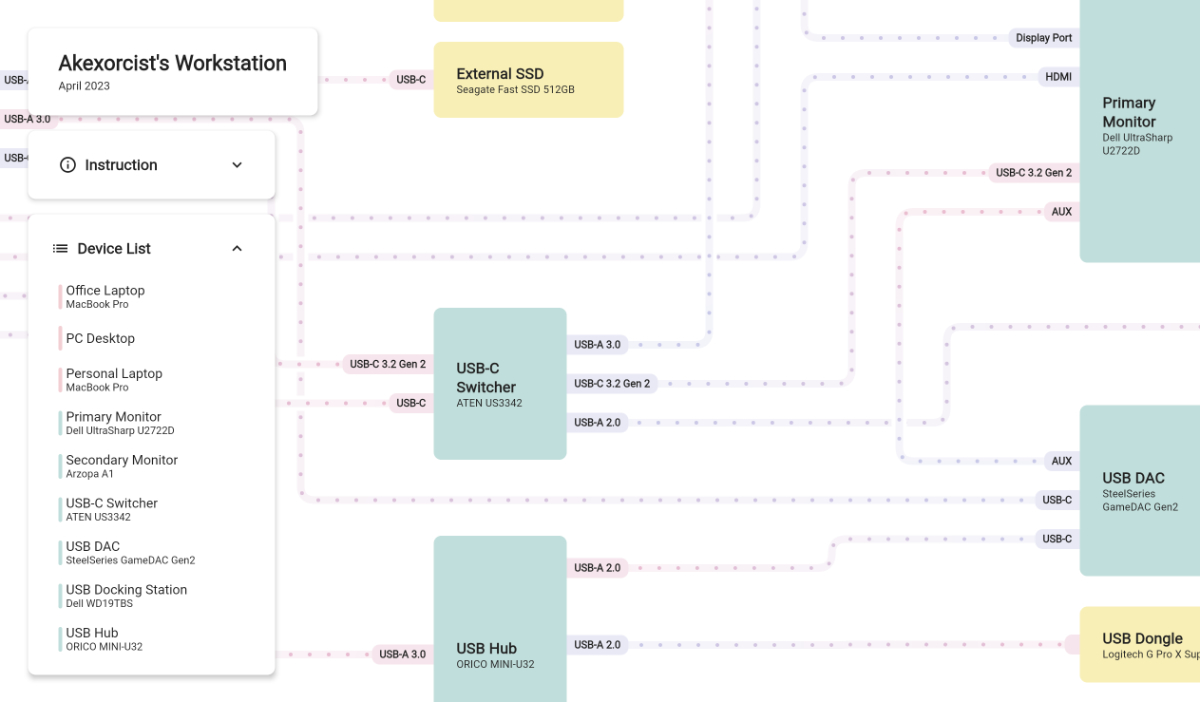 Akexorcist's Workstation
April 2023
USB-A 3.0
Instruction
Device List
Office Laptop
MacBook Pro
PC Desktop
Personal Laptop
MacBook Pro
Primary Monitor
Dell UltraSharp U2722D
Secondary Monitor
Arzopa A1
USB-C Switcher
ATEN US3342
USB DAC
SteelSeries GameDAC Gen2
USB Docking Station
Dell WD19TBS
USB Hub
ORICO MINI-U32
USB-C
External SSD
Seagate Fast SSD 512GB
Display Port
HDMI
Primary
Monitor
Dell UltraSharp
U2722D
USB-C 3.2 Gen 2
AUX
USB-C 3.2 Gen 2
USB-C
USB-C
Switcher
ATEN US3342
USB-A 3.0
USB-C 3.2 Gen 2
USB-A 2.0
AUX
USB-C
USB-C
USB DAC
SteelSeries
GameDAC Gen2
USB-A 3.0
USB Hub
ORICO MINI-U32
USB-A 2.0
USB-A 2.0
USB Dongle
Logitech G Pro X